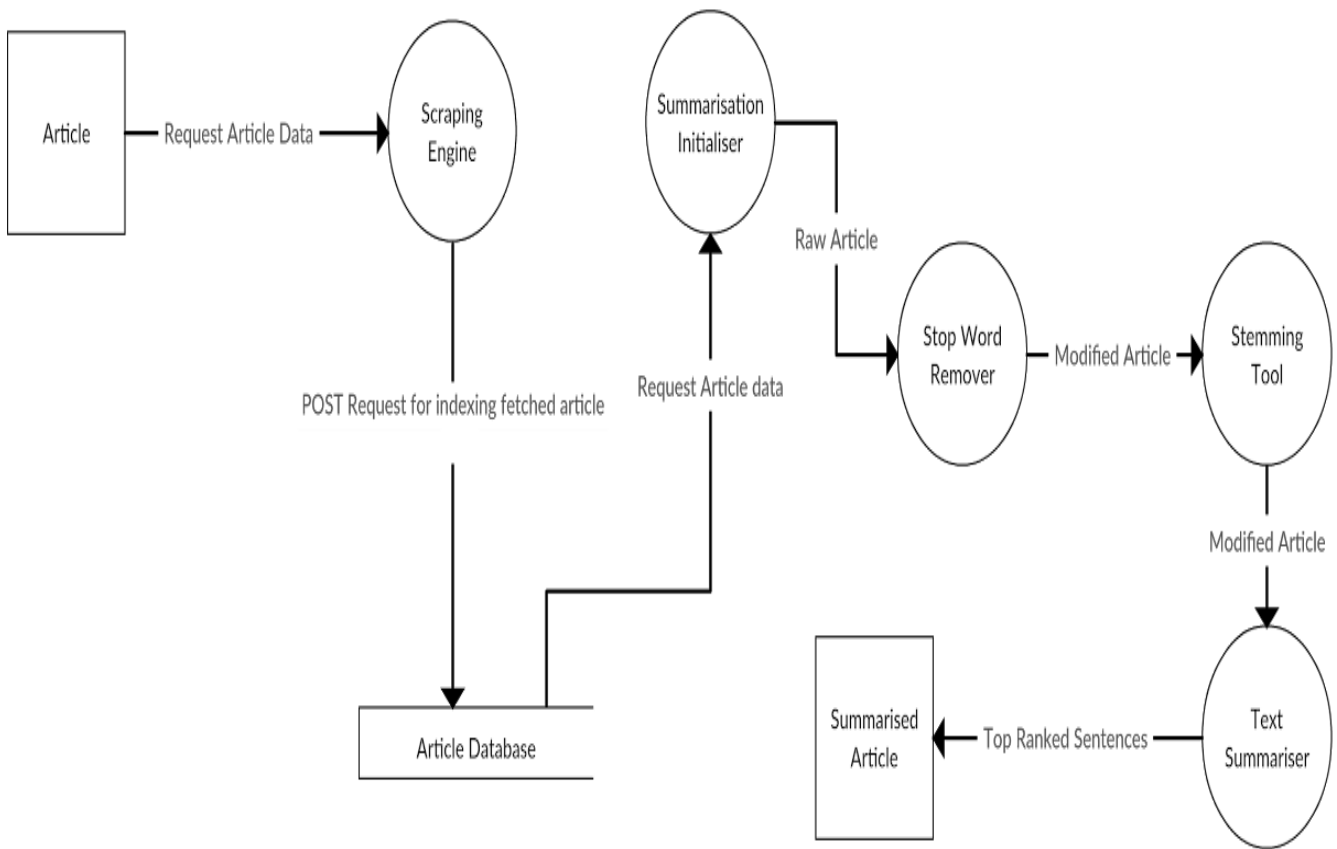 Article
Request Article Data
Scraping
Engine
POST Request for indexing fetched article
Article Database
Request Article data
Summarisation
Initialiser
Raw Article
Stop Word
Remover
Modified Article
Stemming
Tool
Modified Article
Text
Summariser
Top Ranked Sentences
Summarised
Article